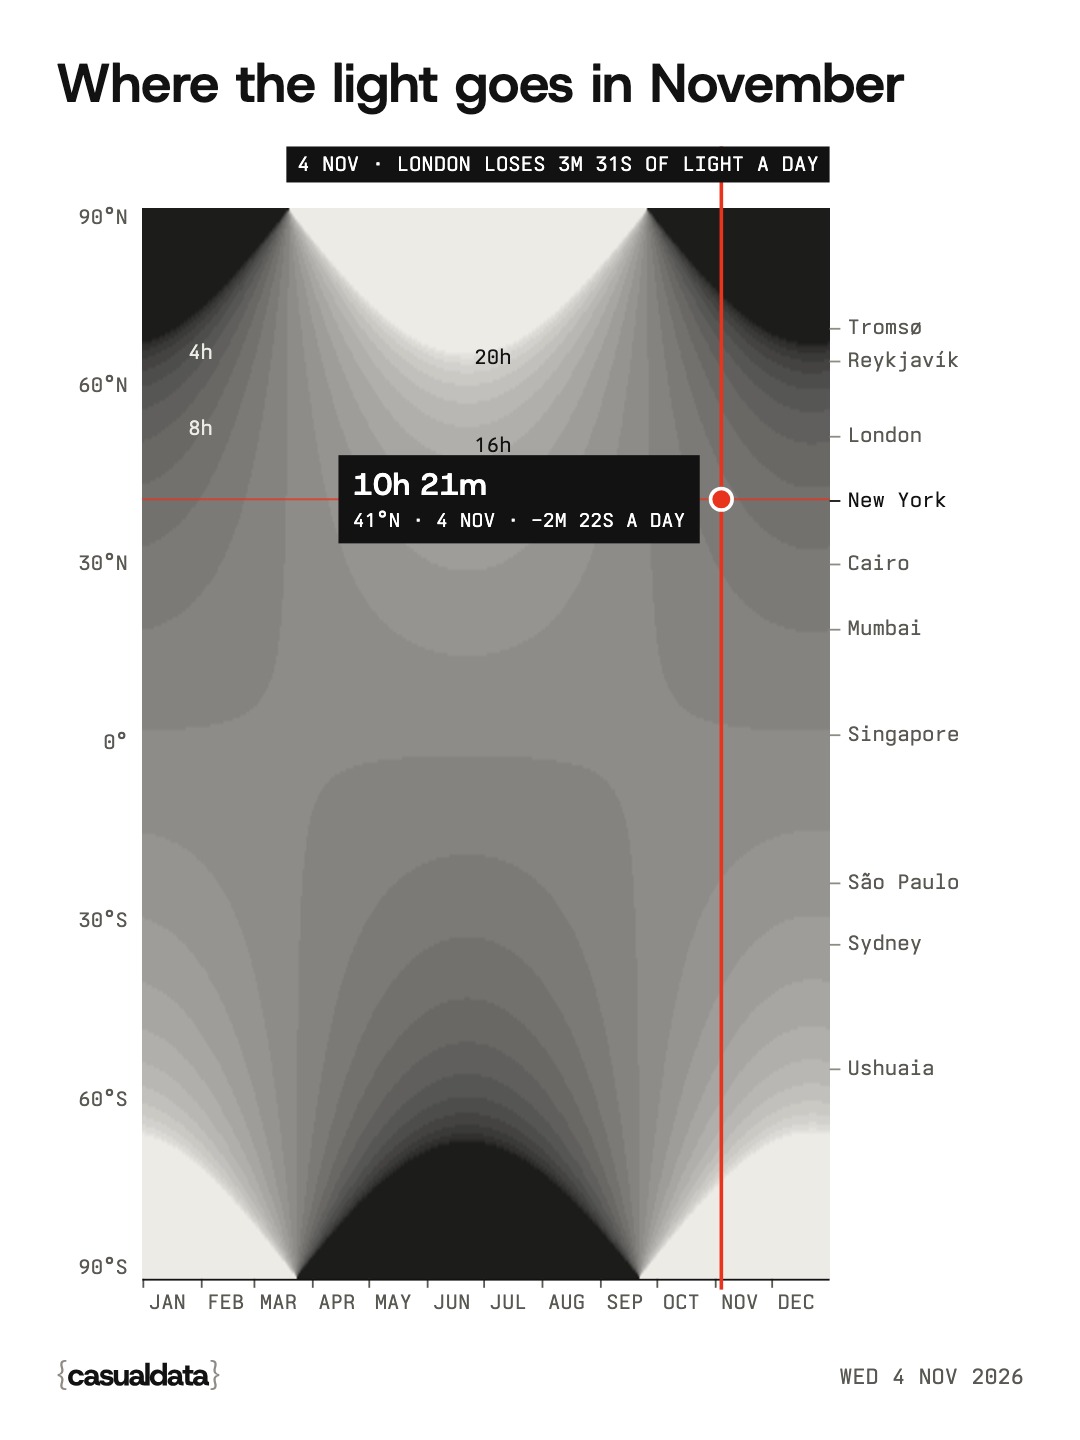 Where the light goes in November
4 NOV · LONDON LOSES 3M 31S OF LIGHT A DAY
90°N
Tromsø
4h
20h
Reykjavík
60°N
8h
London
16h
10h 21m
41°N · 4 NOV · −2M 22S A DAY
New York
30°N
Cairo
Mumbai
0°
Singapore
São Paulo
30°S
Sydney
Ushuaia
60°S
90°S
JAN FEB MAR APR MAY JUN JUL AUG SEP OCT NOV DEC
{casualdata}
WED 4 NOV 2026